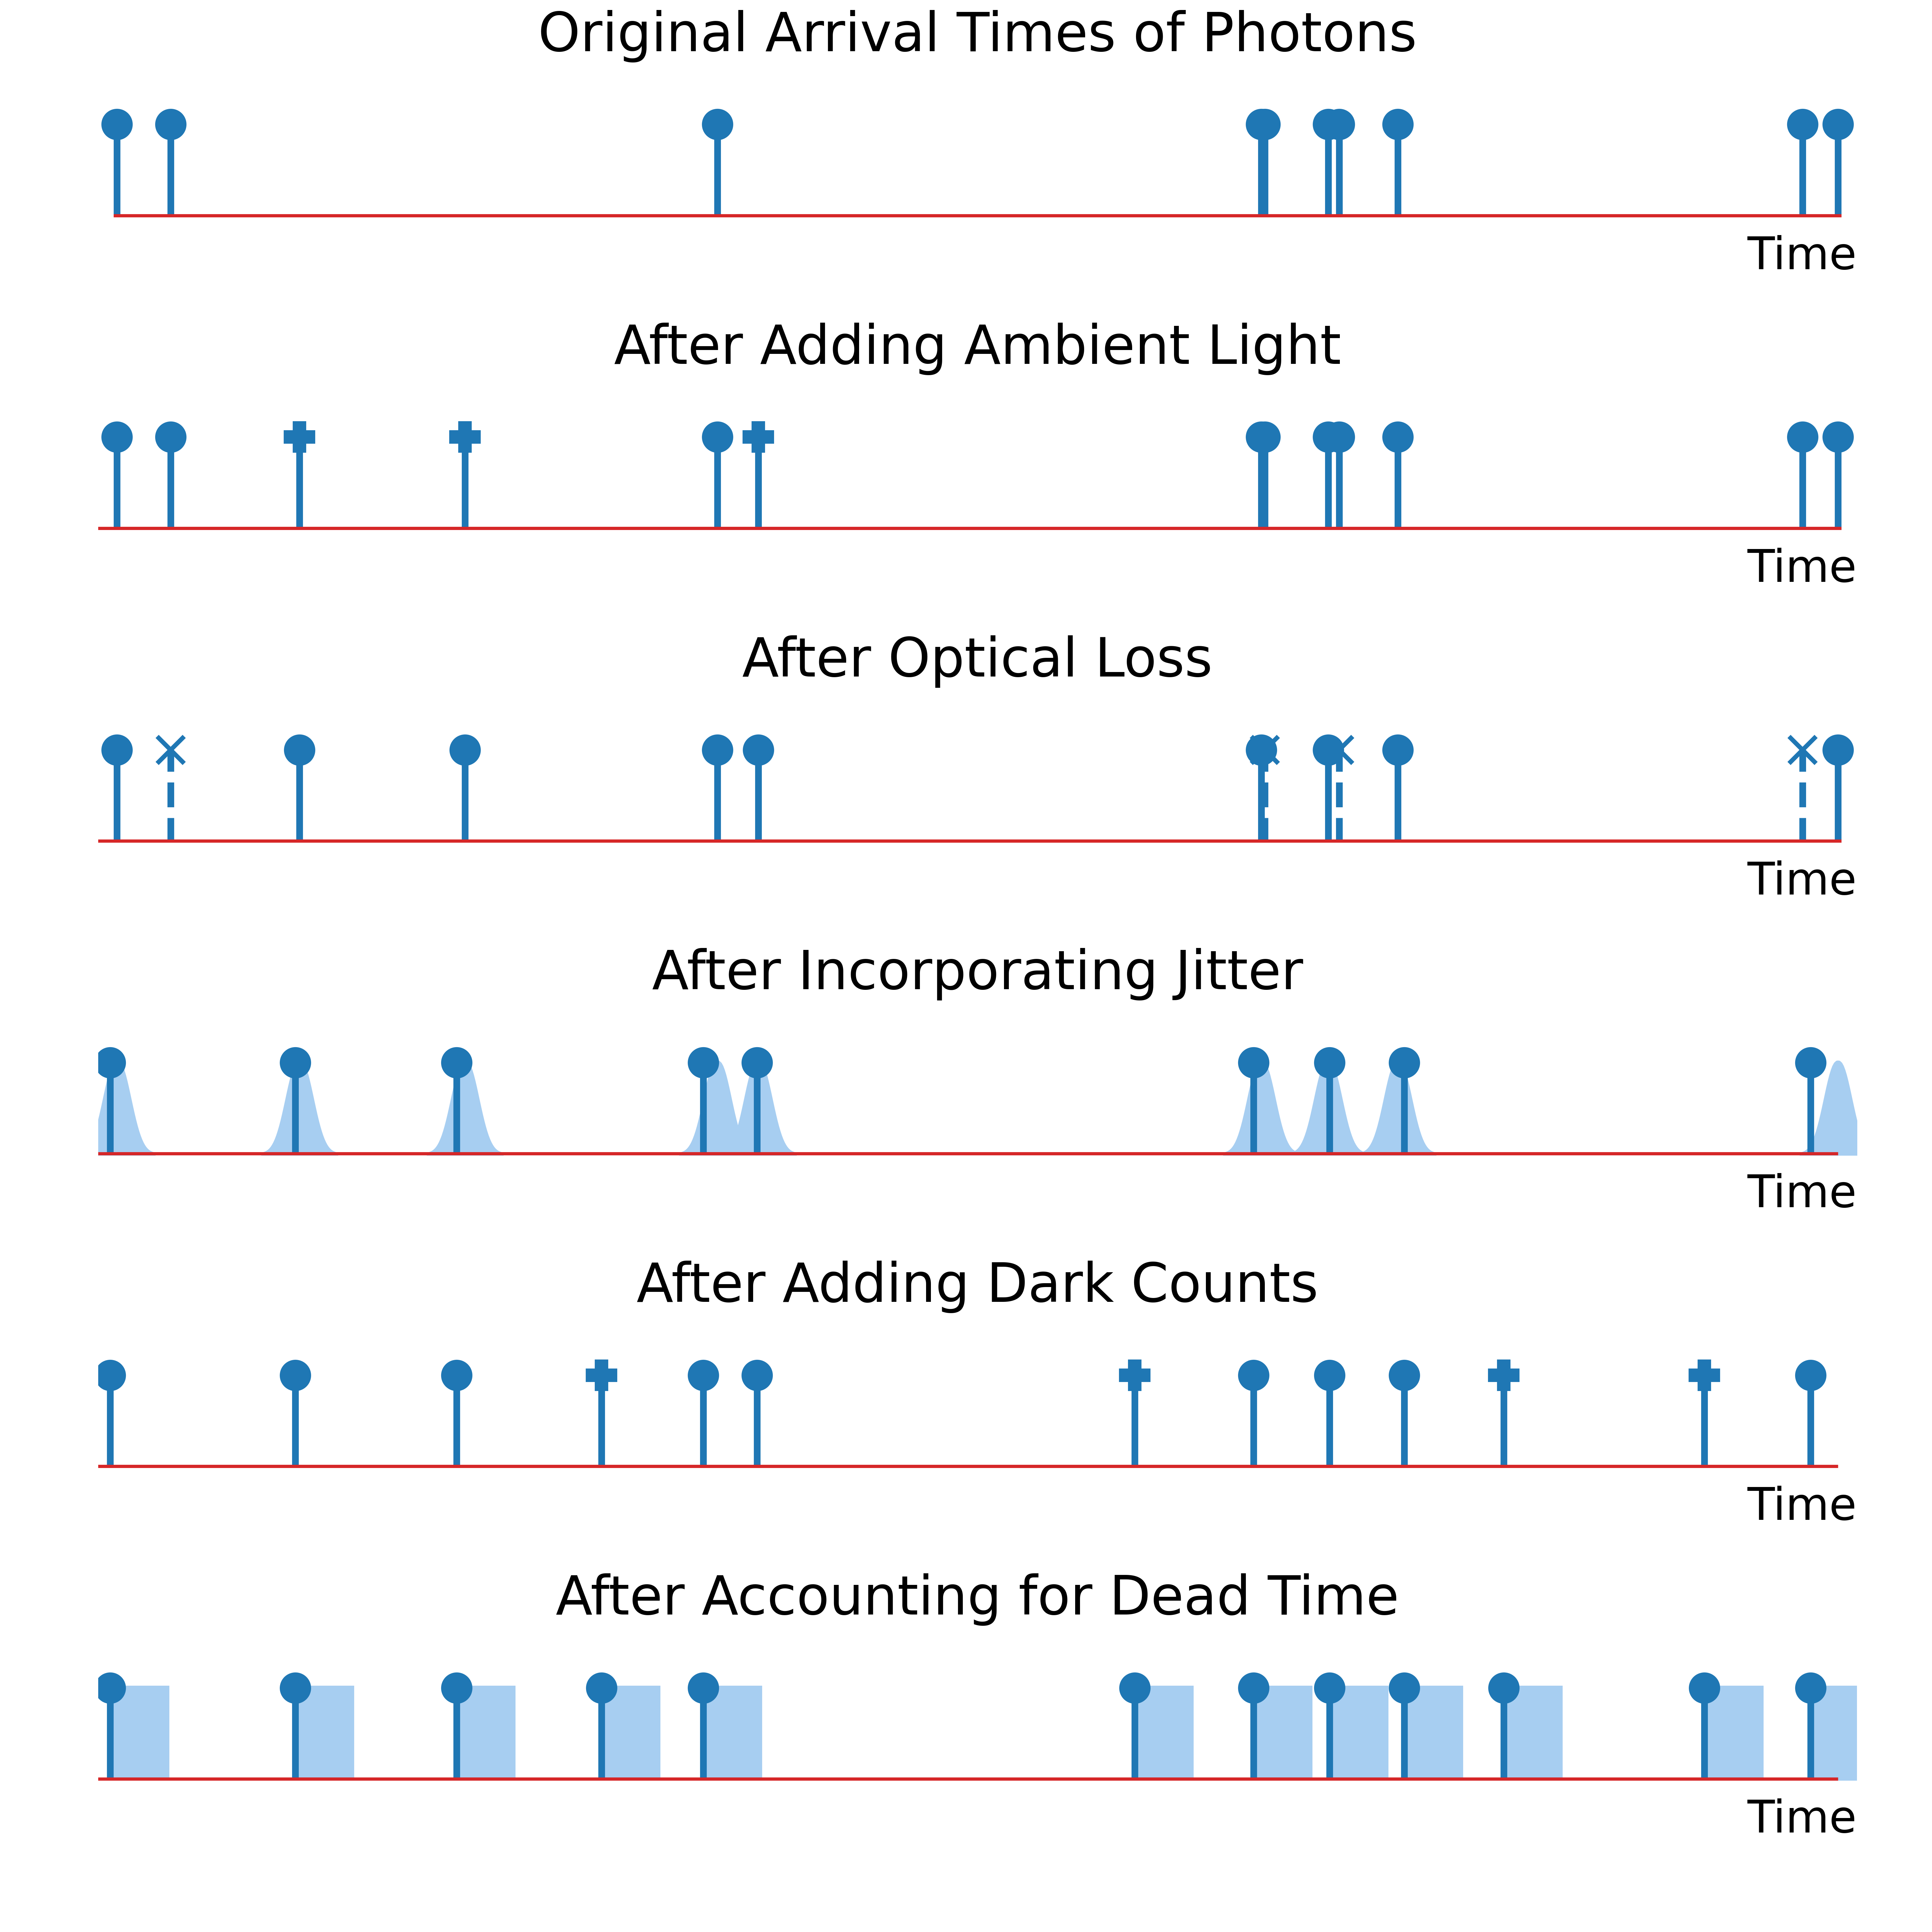 Original Arrival Times of Photons
Time
After Adding Ambient Light
Time
After Optical Loss
Time
After Incorporating Jitter
Time
After Adding Dark Counts
Time
After Accounting for Dead Time
Time